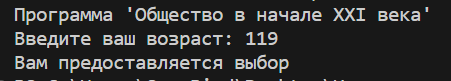 Программа 'Общество в начале XXI века'
Введите ваш возраст: 119
Вам предоставляется выбор